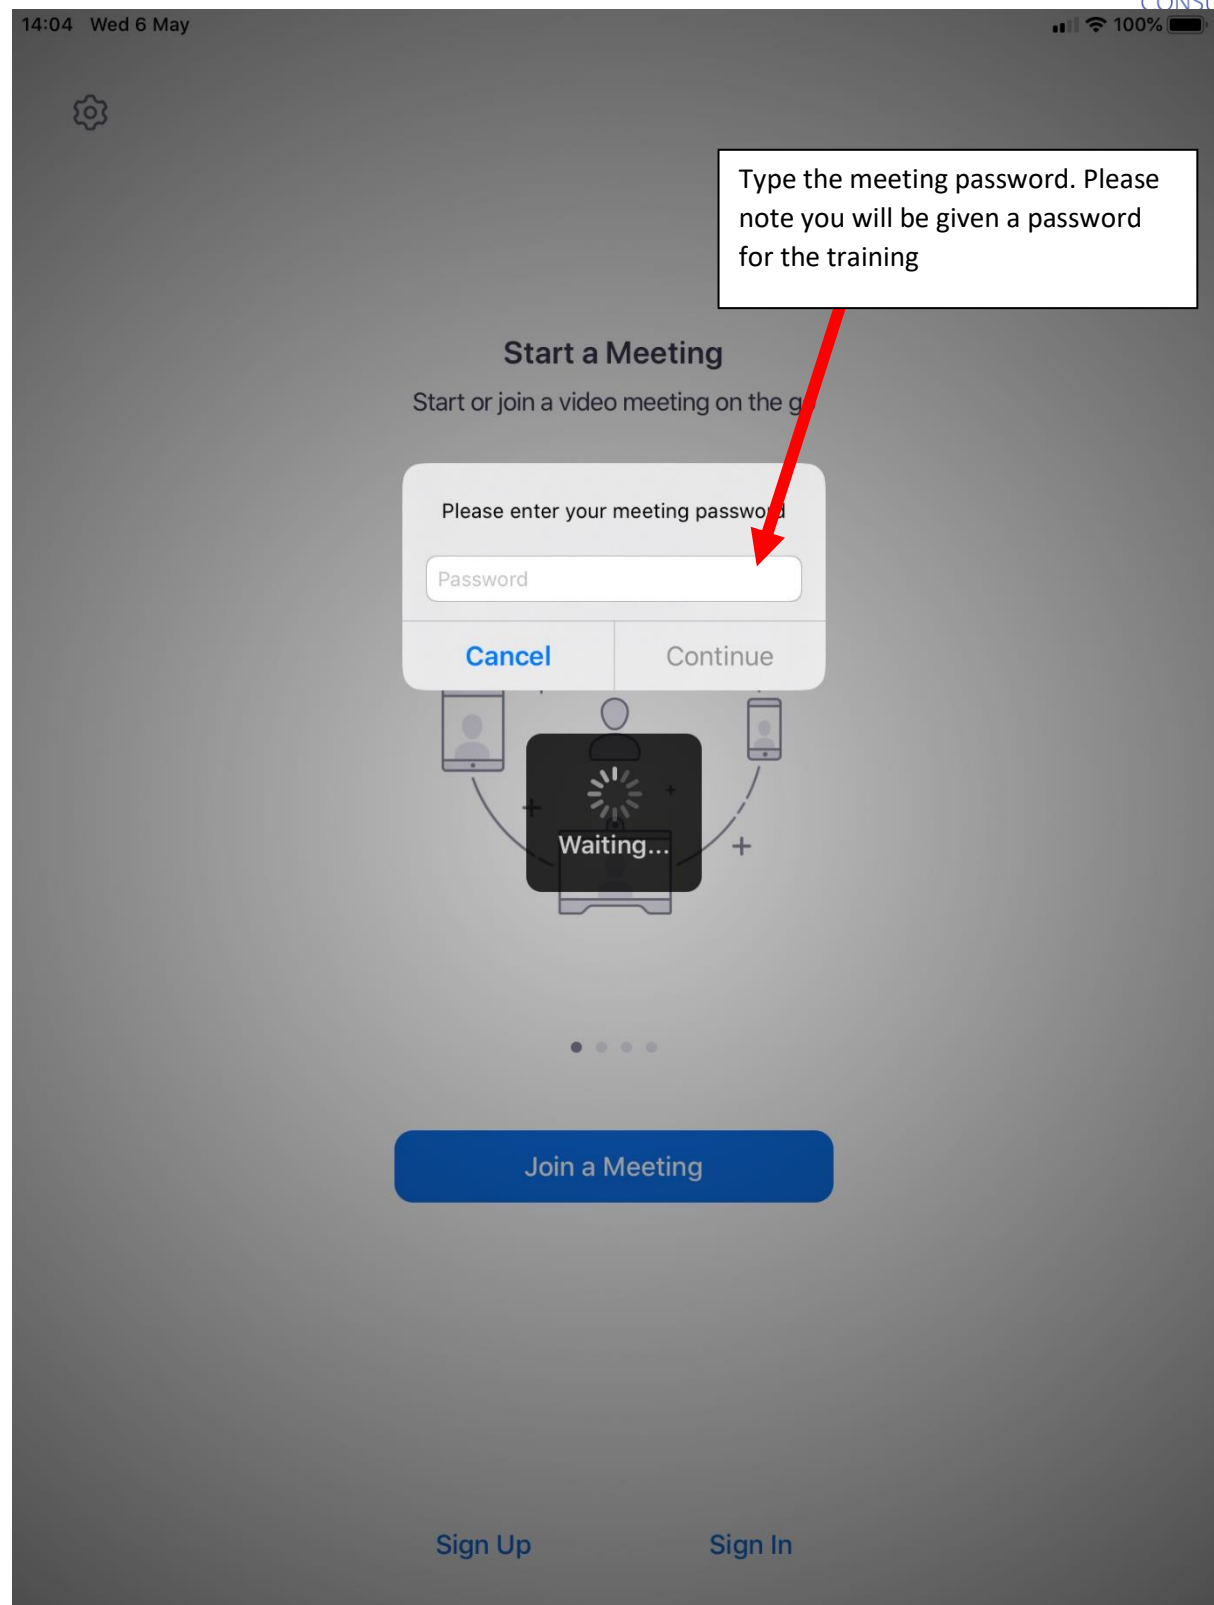 14:04 Wed 6 May
100%
Type the meeting password. Please
note you will be given a password
for the training
Start a Meeting
Start or join a video meeting on the
Please enter your meeting password
Password
Cancel Continue
Waiting...
Join a Meeting
Sign Up Sign In